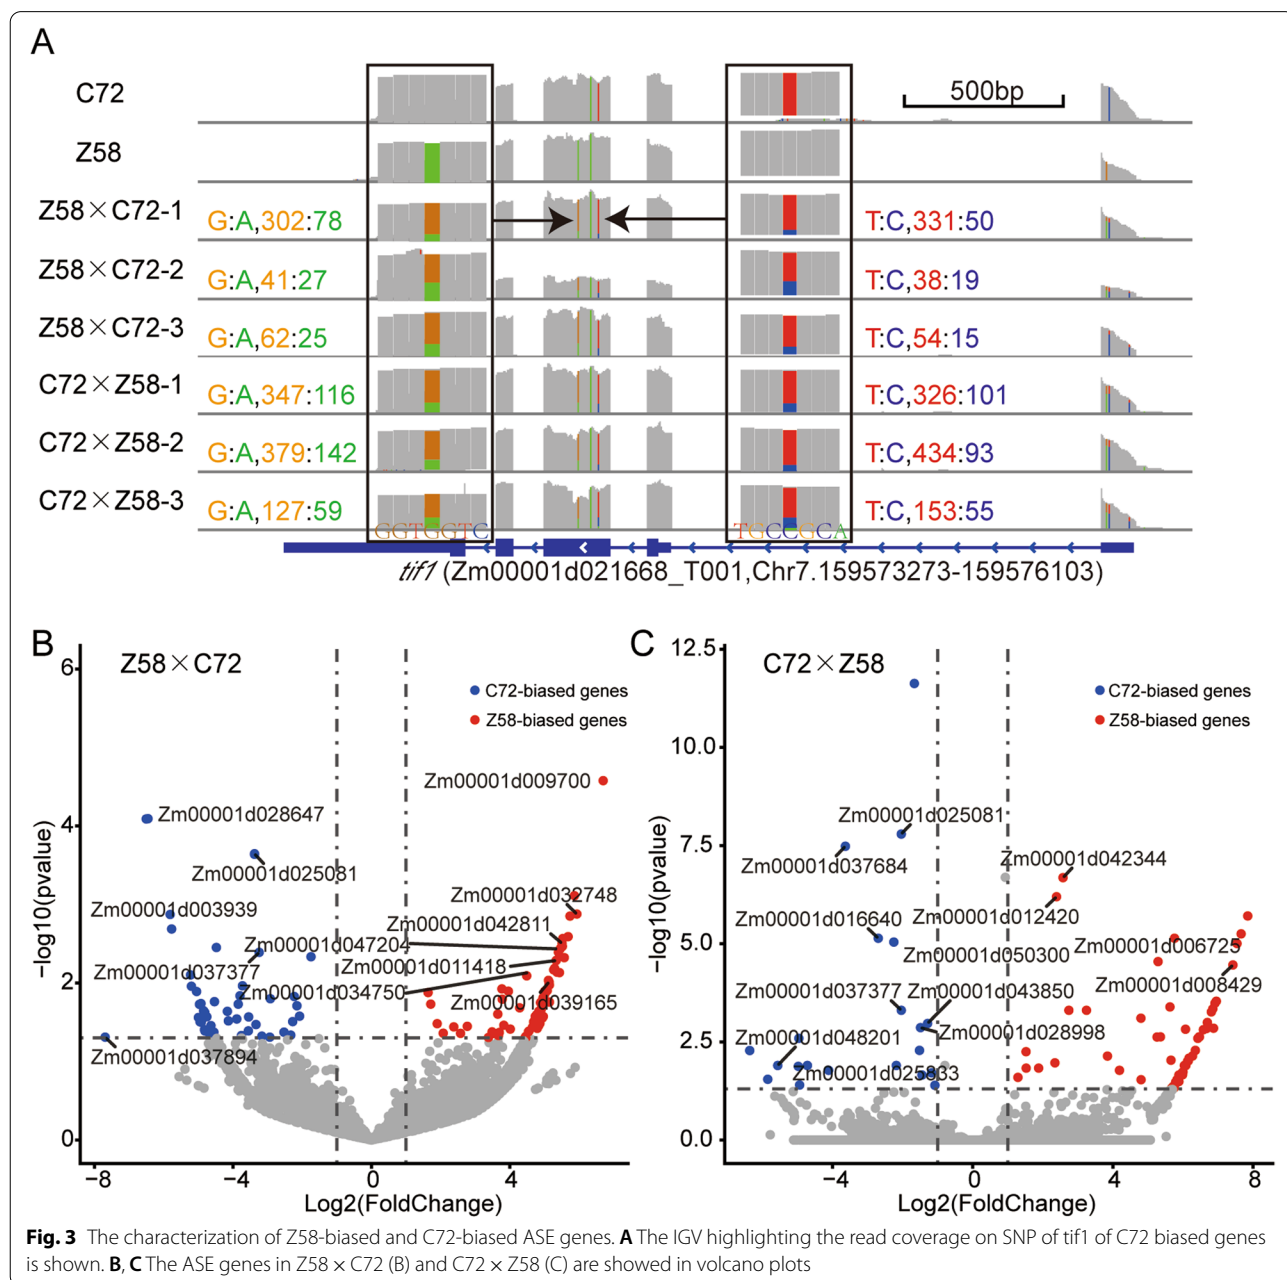 A
C72
500bp
Z58
Z58×C72-1
G:A,302:78
T:C,331:50
Z58×C72-2
G:A,41:27
T:C,38:19
Z58×C72-3
G:A,62:25
T:C,54:15
C72×Z58-1
G:A,347:116
T:C,326:101
C72×Z58-2
G:A,379:142
T:C,434:93
C72×Z58-3
G:A,127:59
T:C,153:55
GGTGGTC
TGCCGCA
tif1 (Zm00001d021668_T001,Chr7.159573273-159576103)
B
Z58×C72
C72-biased genes
Z58-biased genes
Zm00001d009700
Zm00001d028647
Zm00001d025081
Zm00001d032748
Zm00001d003939
Zm00001d042811
Zm00001d047204
Zm00001d011418
Zm00001d037377
Zm00001d034750
Zm00001d039165
Zm00001d037894
6
4
2
0
−log10(pvalue)
−8 −4 0 4
Log2(FoldChange)
C
C72×Z58
C72-biased genes
Z58-biased genes
Zm00001d025081
Zm00001d037684
Zm00001d042344
Zm00001d016640
Zm00001d012420
Zm00001d050300
Zm00001d006725
Zm00001d037377
Zm00001d043850
Zm00001d008429
Zm00001d048201
Zm00001d028998
Zm00001d025833
12.5
10.0
7.5
5.0
2.5
0.0
−log10(pvalue)
−4 0 4 8
Log2(FoldChange)
Fig. 3 The characterization of Z58-biased and C72-biased ASE genes. A The IGV highlighting the read coverage on SNP of tif1 of C72 biased genes
is shown. B, C The ASE genes in Z58 × C72 (B) and C72 × Z58 (C) are showed in volcano plots